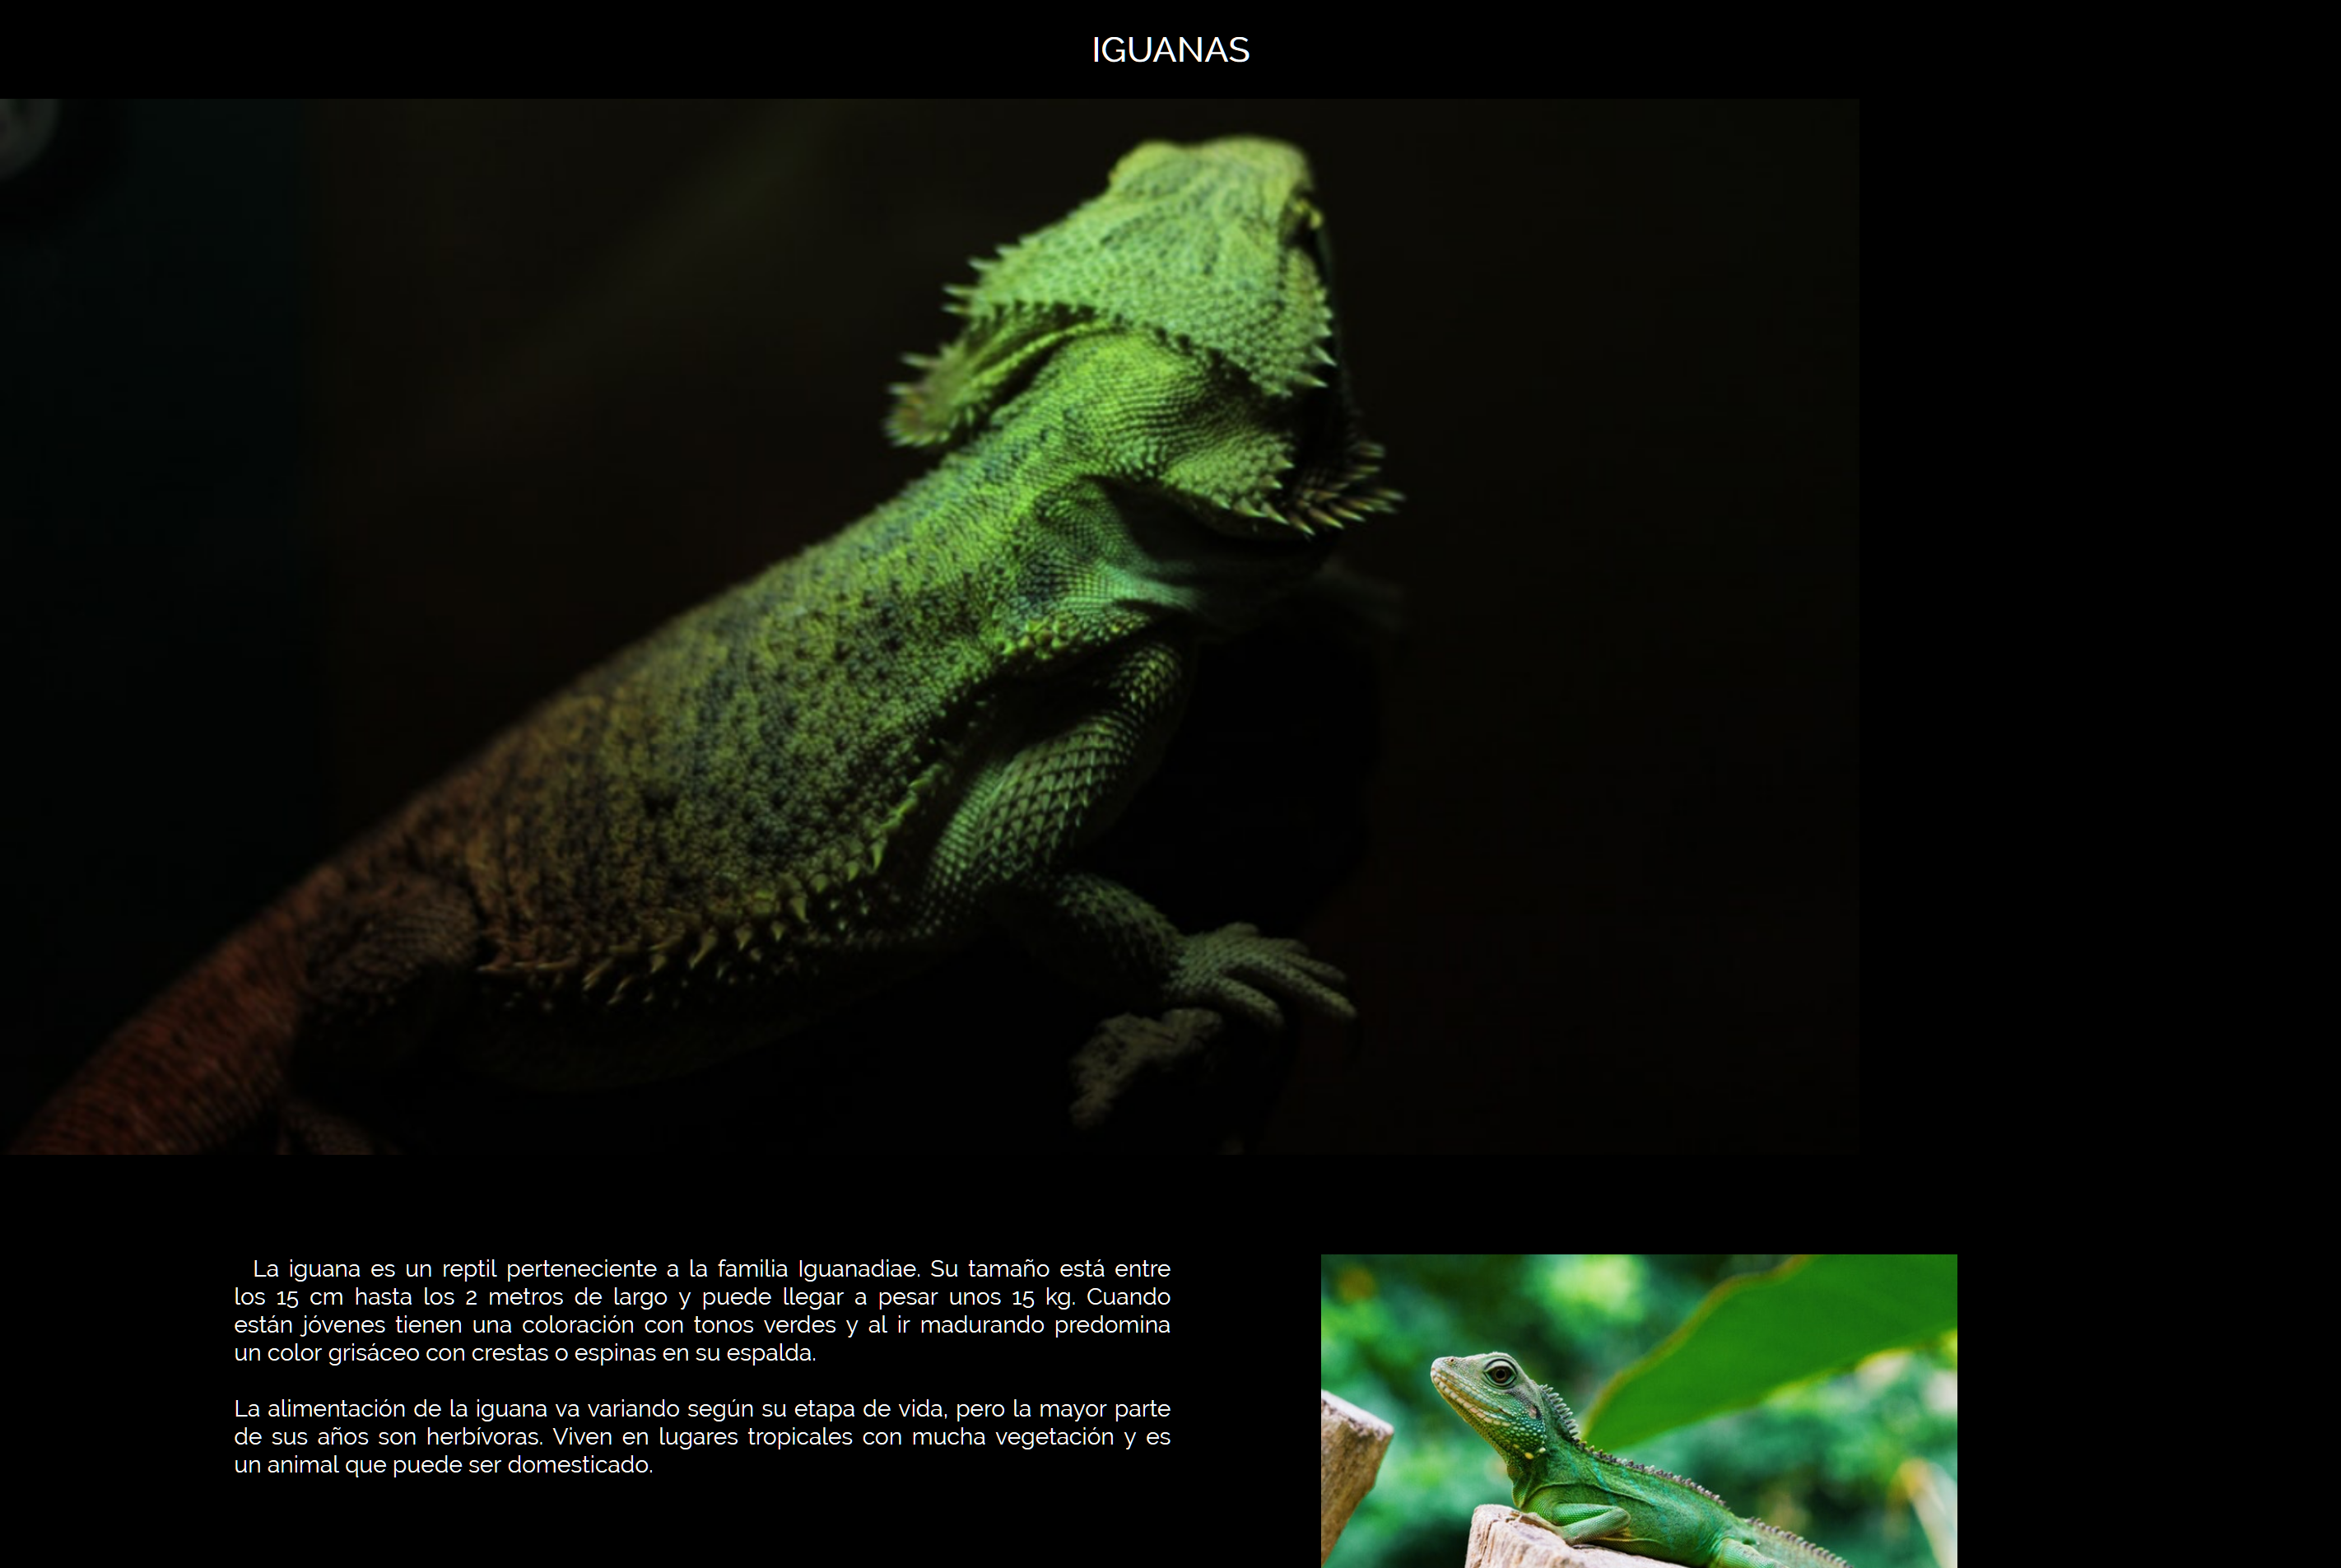 IGUANAS
La iguana es un reptil perteneciente a la familia Iguanadiae. Su tamaño está entre
los 15 cm hasta los 2 metros de largo y puede llegar a pesar unos 15 kg. Cuando
están jóvenes tienen una coloración con tonos verdes y al ir madurando predomina
un color grisáceo con crestas o espinas en su espalda.
La alimentación de la iguana va variando según su etapa de vida, pero la mayor parte
de sus años son herbívoras. Viven en lugares tropicales con mucha vegetación y es
un animal que puede ser domesticado.